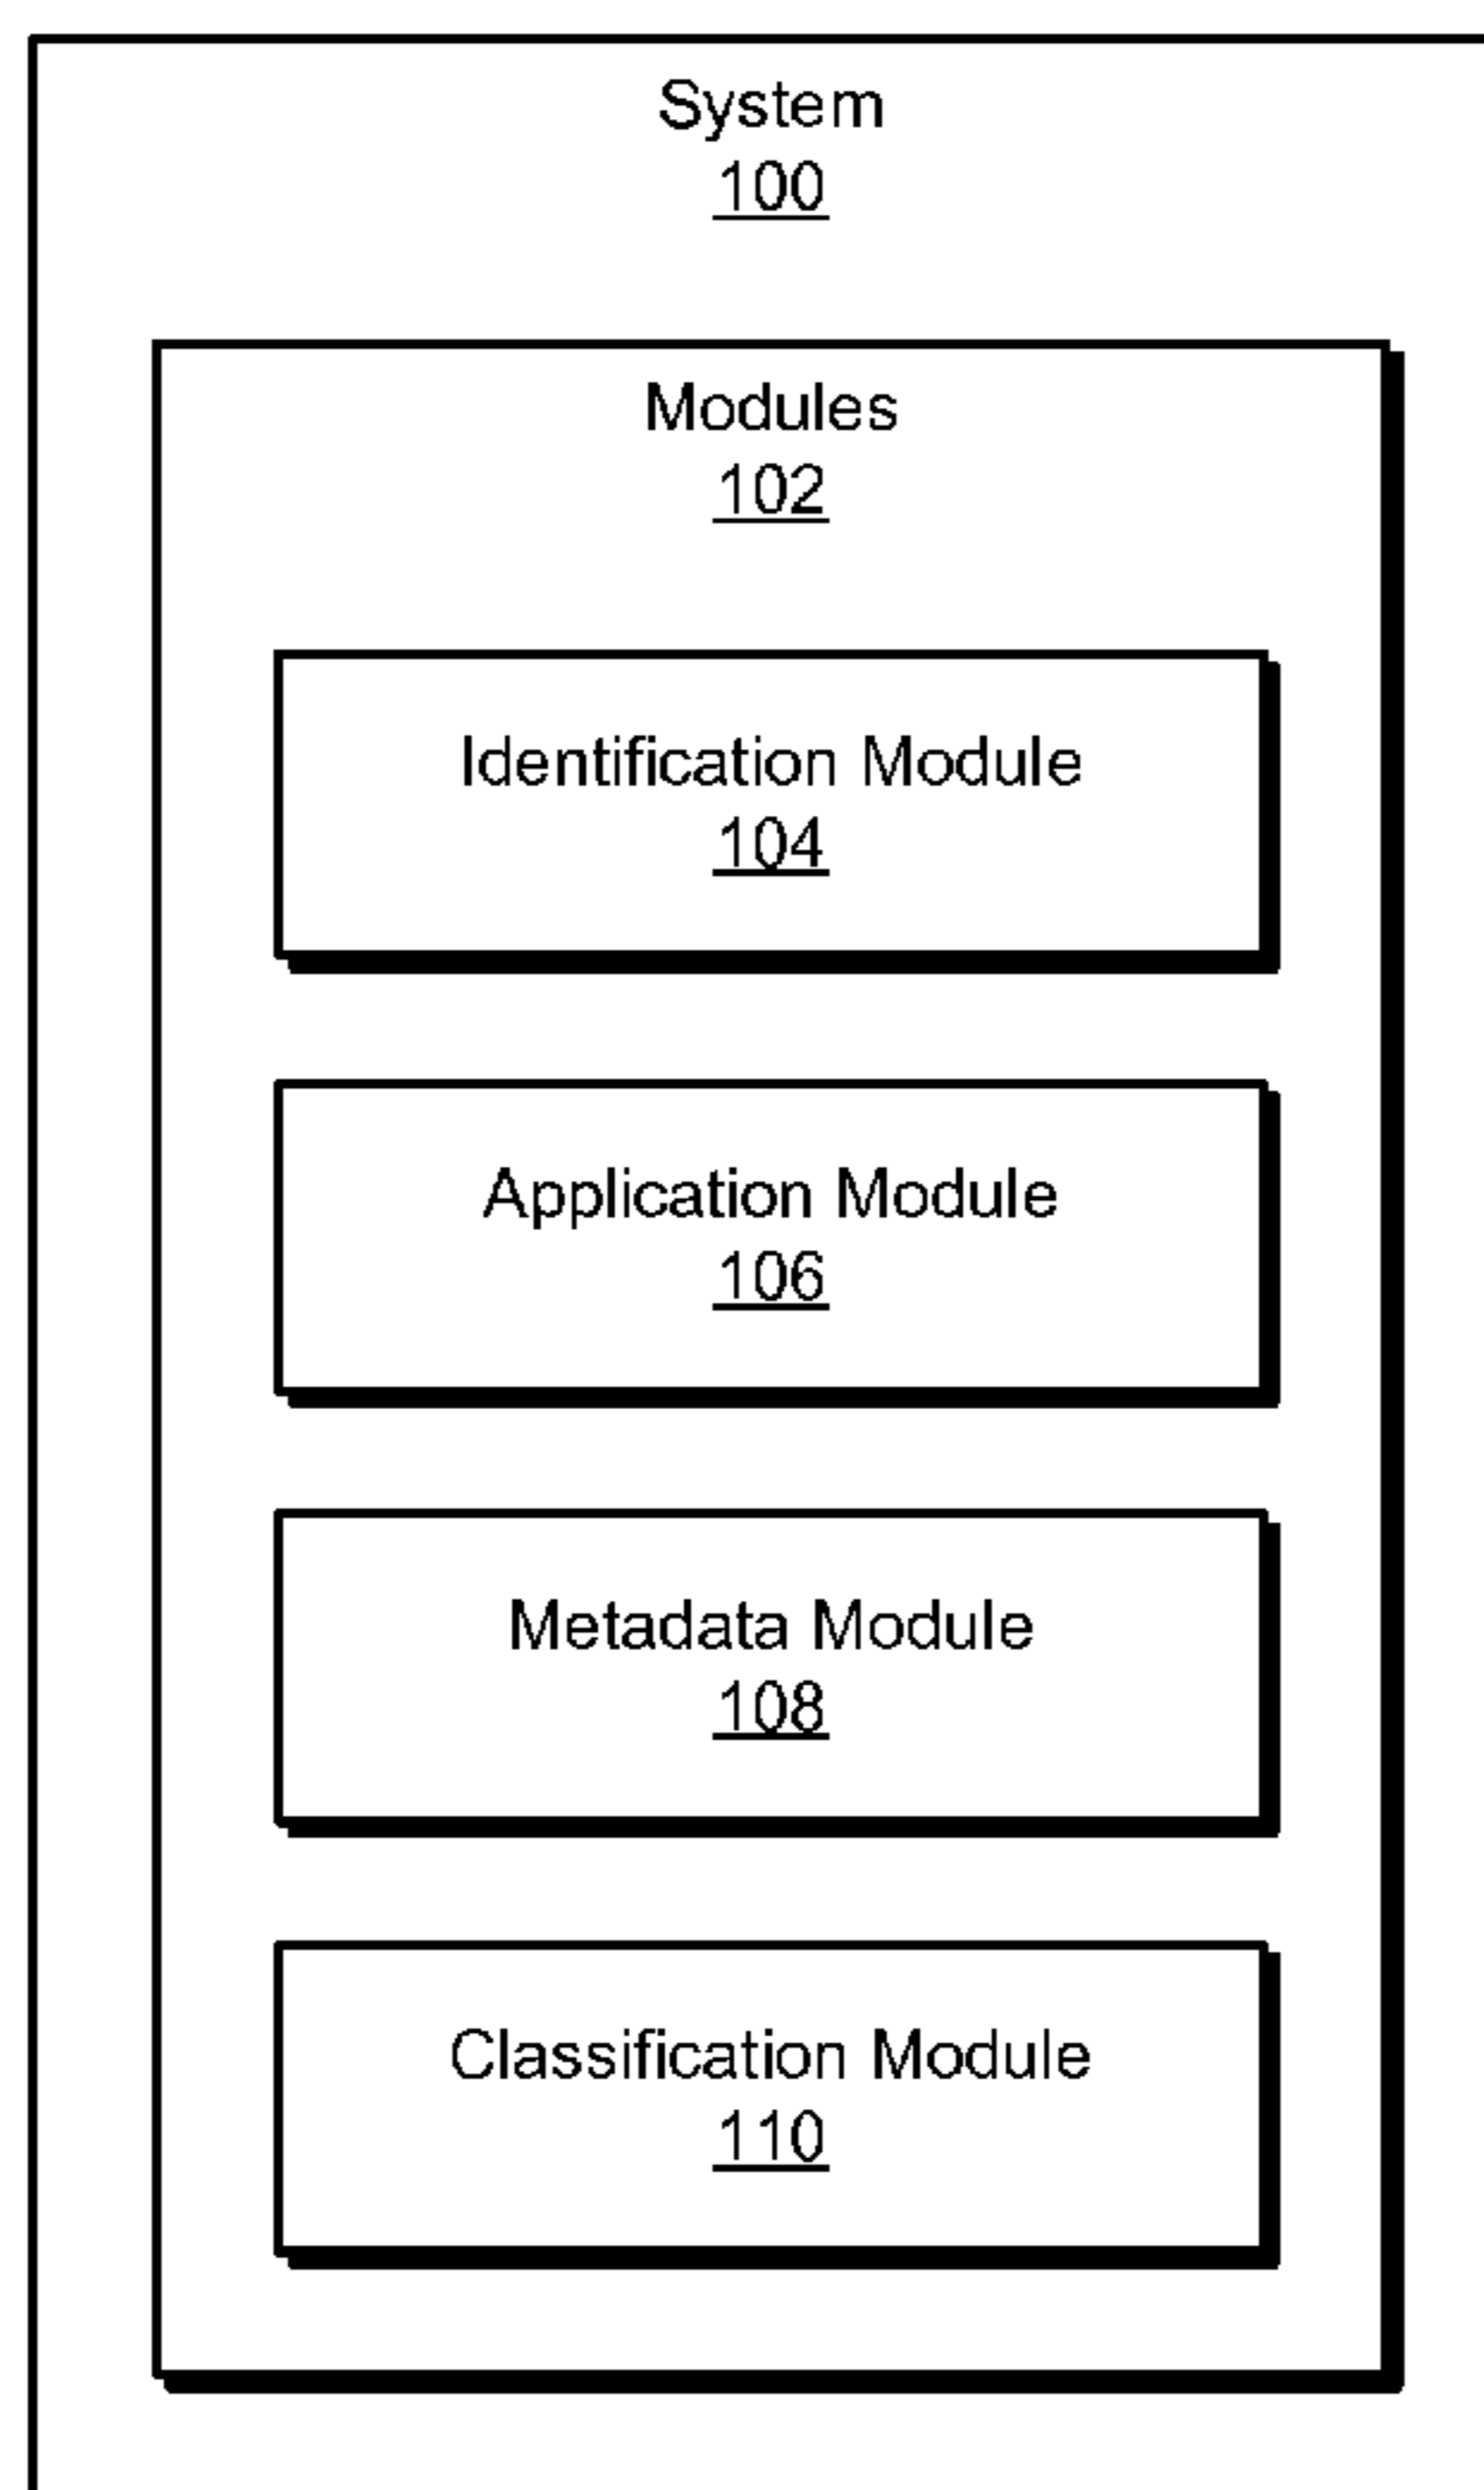 System
100
Modules
102
Identification Module
104
Application Module
106
Metadata Module
108
Classification Module
110